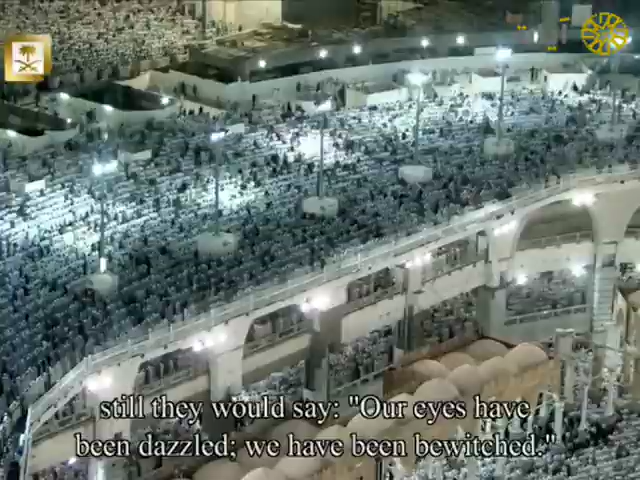 still they would say: "Our eyes have
been dazzled; we have been bewitched."